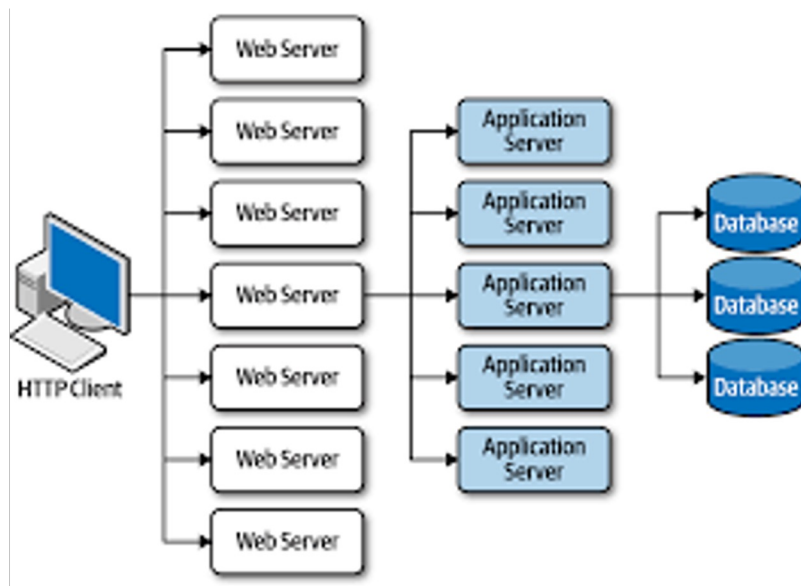 Web Server
Web Server
Web Server
Web Server
Web Server
Web Server
Web Server
HTTP Client
Application
Server
Application
Server
Application
Server
Application
Server
Application
Server
Database
Database
Database